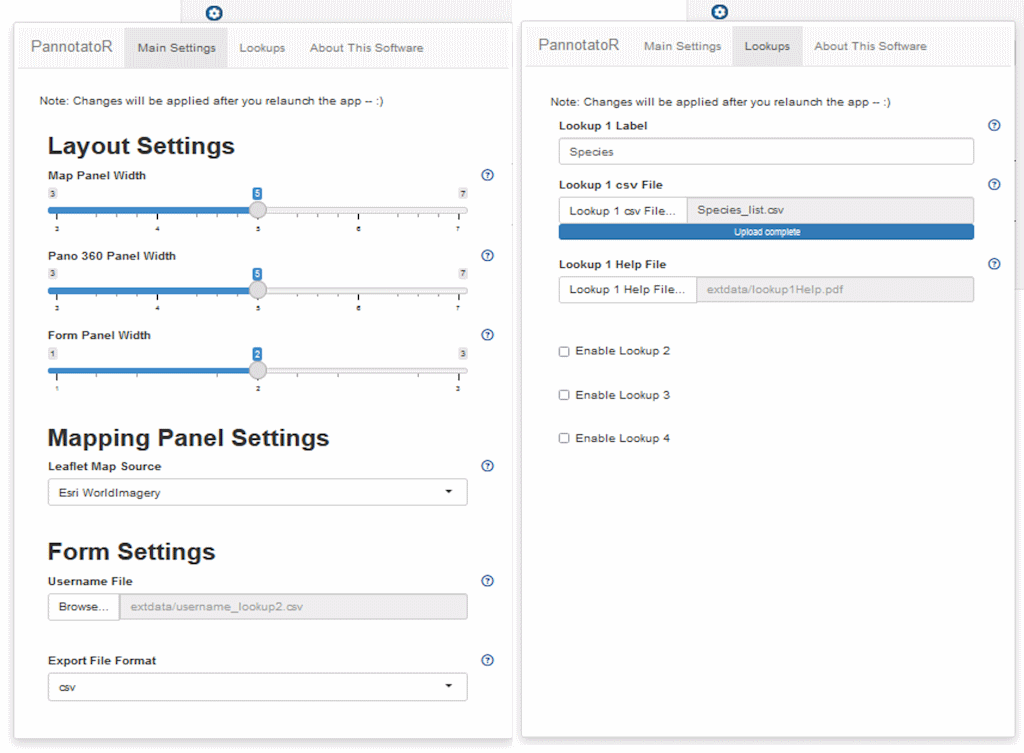 PannotatoR Main Settings Lookups About This Software
Note: Changes will be applied after you relaunch the app -- :)
Layout Settings
Map Panel Width
3 5 7
3 4 5 6 7
Pano 360 Panel Width
3 5 7
3 4 5 6 7
Form Panel Width
1 2 3
1 2 3
Mapping Panel Settings
Leaflet Map Source
Esri WorldImagery
Form Settings
Username File
Browse... extdata/username_lookup2.csv
Export File Format
csv
PannotatoR Main Settings Lookups About This Software
Note: Changes will be applied after you relaunch the app -- :)
Lookup 1 Label
Species
Lookup 1 csv File
Lookup 1 csv File... Species_list.csv
Upload complete
Lookup 1 Help File
Lookup 1 Help File... extdata/lookup1Help.pdf
Enable Lookup 2
Enable Lookup 3
Enable Lookup 4